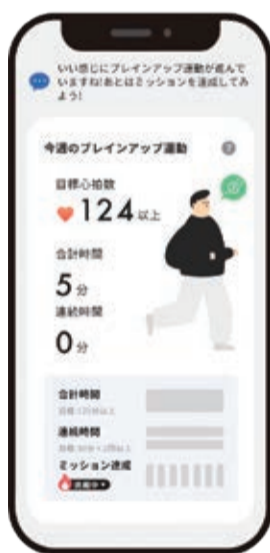 いい感じにブレインアップ運動が進んで
いますね!あとはミッションを達成してみ
よう!
今週のブレインアップ運動
?
目標心拍数
124 以上
合計時間
5 分
連続時間
0 分
合計時間
連続時間
ミッション達成
挑戦中